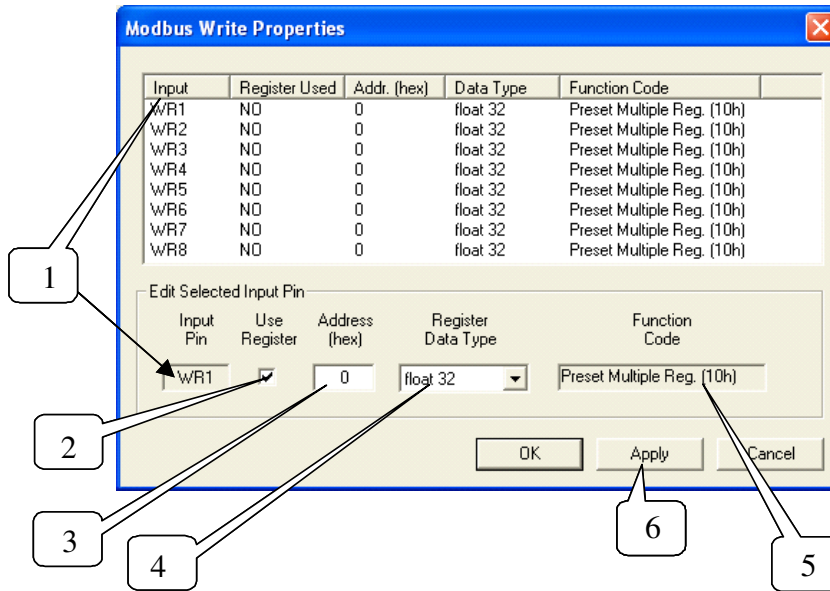 Modbus Write Properties
Input Register Used Addr. (hex) Data Type Function Code
WR1 NO 0 float 32 Preset Multiple Reg. (10h)
WR2 NO 0 float 32 Preset Multiple Reg. (10h)
WR3 NO 0 float 32 Preset Multiple Reg. (10h)
WR4 NO 0 float 32 Preset Multiple Reg. (10h)
WR5 NO 0 float 32 Preset Multiple Reg. (10h)
WR6 NO 0 float 32 Preset Multiple Reg. (10h)
WR7 NO 0 float 32 Preset Multiple Reg. (10h)
WR8 NO 0 float 32 Preset Multiple Reg. (10h)
1
Edit Selected Input Pin
Input Use Address Register Function
Pin Register (hex) Data Type Code
WR1 0 float 32 Preset Multiple Reg. (10h)
2
OK Apply Cancel
3 4 6 5